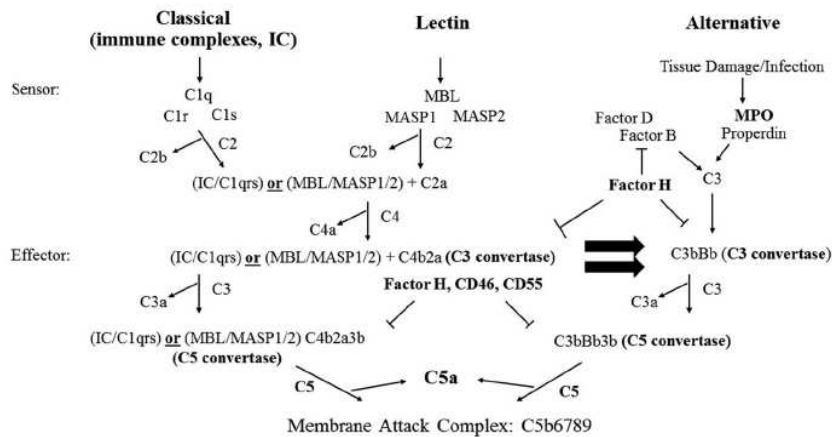 Classical
(immune complexes, IC)
Lectin
Alternative
Tissue Damage/Infection
Sensor:
C1q
C1r C1s
MBL
MASP1 MASP2
MPO
Properdin
Factor D
Factor B
C2b
C2
C2b
C2
C3
(IC/C1qrs) or (MBL/MASP1/2) + C2a
Factor H
C4a
C4
Effector:
(IC/C1qrs) or (MBL/MASP1/2) + C4b2a (C3 convertase)
C3bBb (C3 convertase)
Factor H, CD46, CD55
C3a
C3
C3a
C3
(IC/C1qrs) or (MBL/MASP1/2) C4b2a3b
(C5 convertase)
C3bBb3b (C5 convertase)
C5
C5a
C5
Membrane Attack Complex: C5b6789